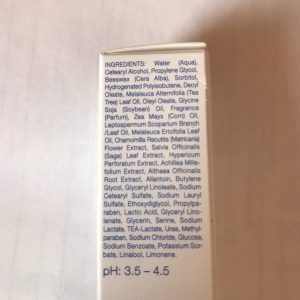 INGREDIENTS: Water (Aqua),
Cetearyl Alcohol, Propylene Glycol,
Beeswax (Cera Alba), Sorbitol,
Hydrogenated Polyisobutene, Decyl
Oleate, Melaleuca Alternifolia (Tea
Tree) Leaf Oil, Oleyl Oleate, Glycine
Soja (Soybean) Oil, Fragrance
(Parfum), Zea Mays (Corn) Oil,
Leptospermum Scoparium Branch
/Leaf Oil, Melaleuca Ericifolia Leaf
Oil, Chamomilla Recutita (Matricaria)
Flower Extract, Salvia Officinalis
(Sage) Leaf Extract, Hypericum
Perforatum Extract, Achillea Mille-
folium Extract, Althaea Officinalis
Root Extract, Allantoin, Butylene
Glycol, Glyceryl Linoleate, Sodium
Cetearyl Sulfate, Sodium Lauryl
Sulfate, Ethoxydiglycol, Propylpa-
raben, Lactic Acid, Glyceryl Linol-
enate, Glycerin, Serine, Sodium
Lactate, TEA-Lactate, Urea, Methyl-
paraben, Sodium Chloride, Glucose,
Sodium Benzoate, Potassium Sor-
bate, Linalool, Limonene.
pH: 3.5 – 4.5